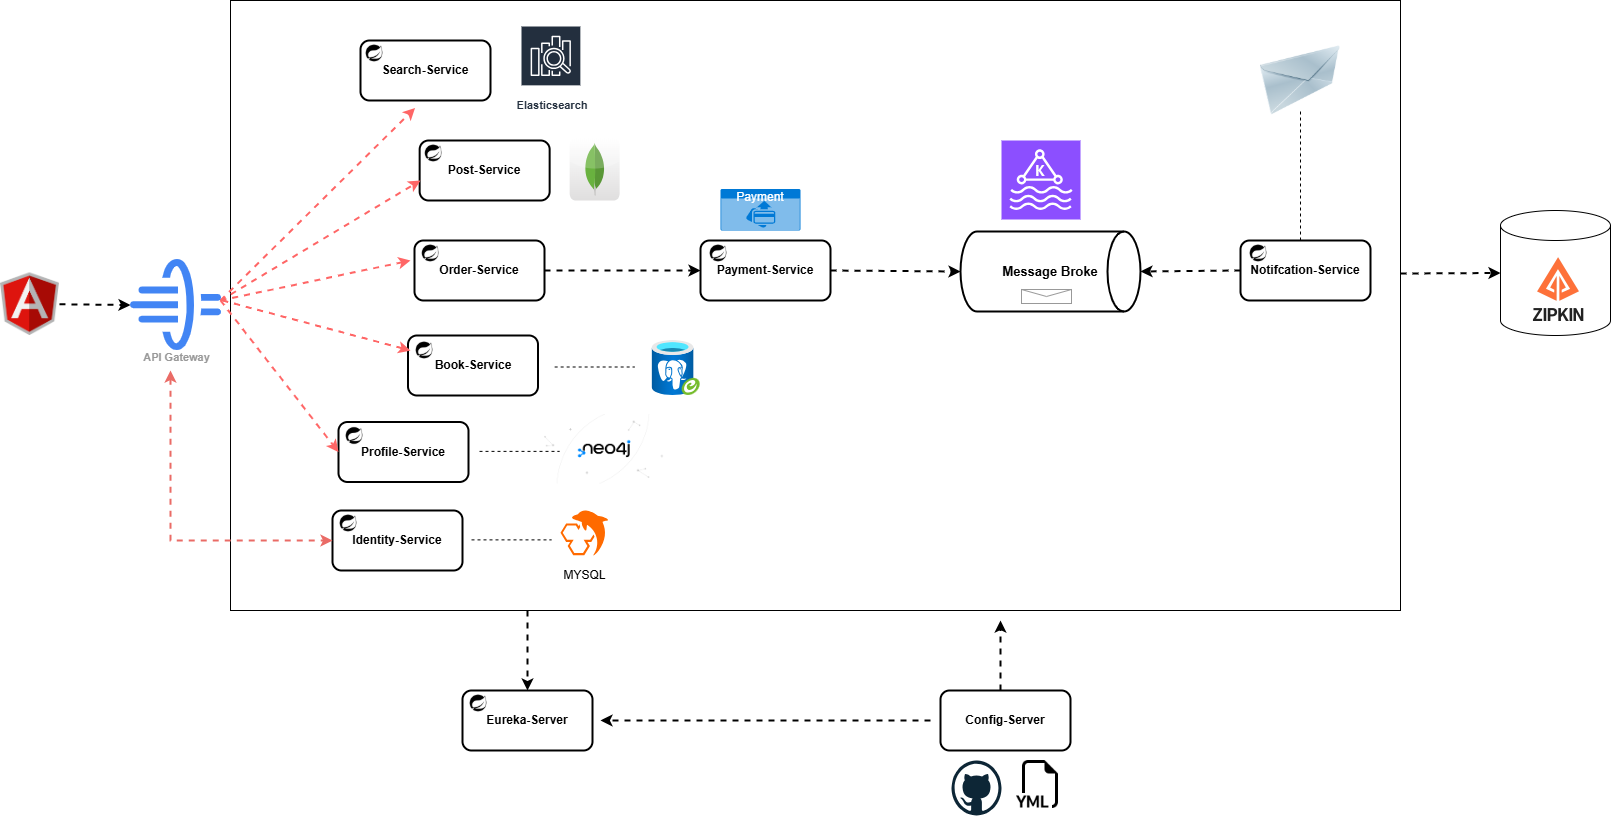 Search-Service
Elasticsearch
Post-Service
Payment
K
Order-Service
Payment-Service
Message Broke
Notifcation-Service
A
API Gateway
ZIPKIN
Book-Service
Profile-Service
neo4j
Identity-Service
MYSQL
Eureka-Server
Config-Server
YML